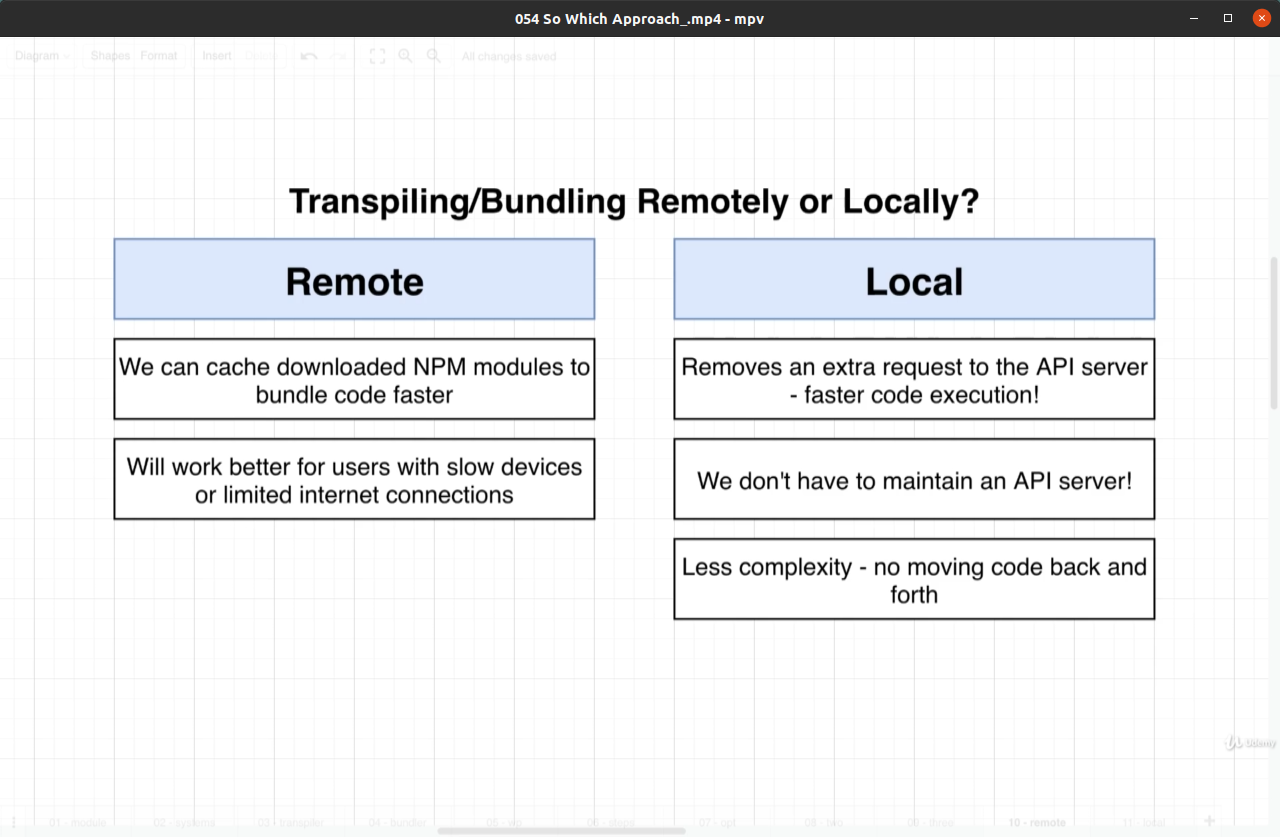 054 So Which Approach_.mp4 - mpv
Diagram Shapes Format Insert All changes saved
Transpiling/Bundling Remotely or Locally?
Remote
Local
We can cache downloaded NPM modules to
bundle code faster
Removes an extra request to the API server
- faster code execution!
Will work better for users with slow devices
or limited internet connections
We don't have to maintain an API server!
Less complexity - no moving code back and
forth
Udemy
01 - module 02 - systems 03 - transpiler 04 - bundler 06 - steps 07 - opt 08 - two 09 - three 10 - remote 11 - total